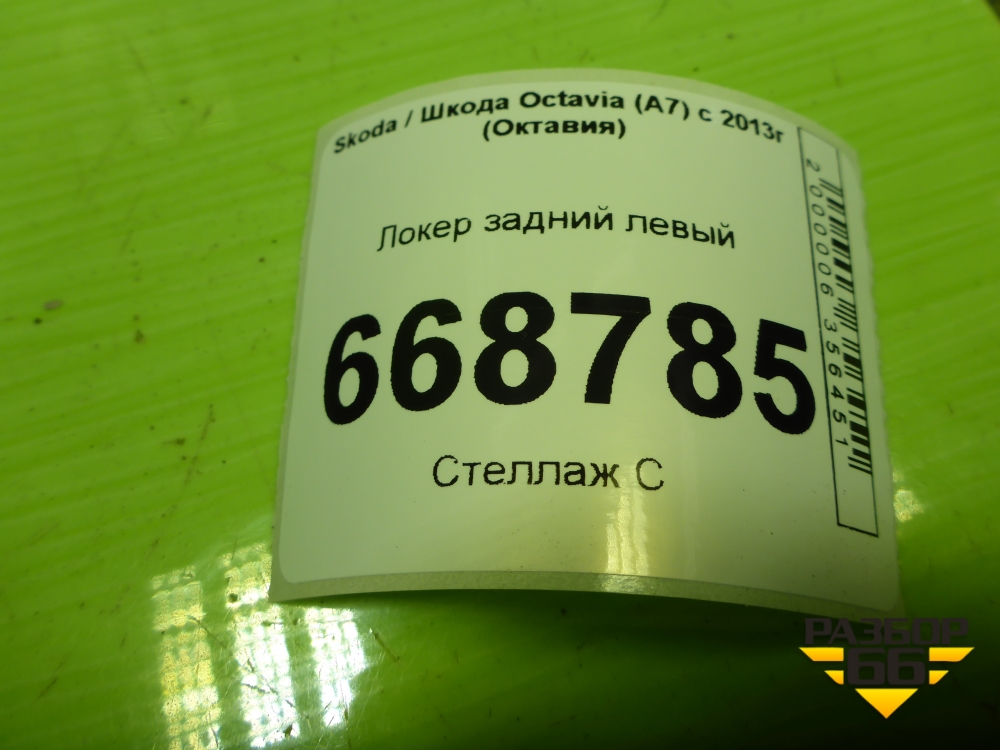 Skoda / Шкода Octavia (A7) с 2013г
(Октавия)
Локер задний левый
668785
Стеллаж С
2000006356451
РАЗБОР
66